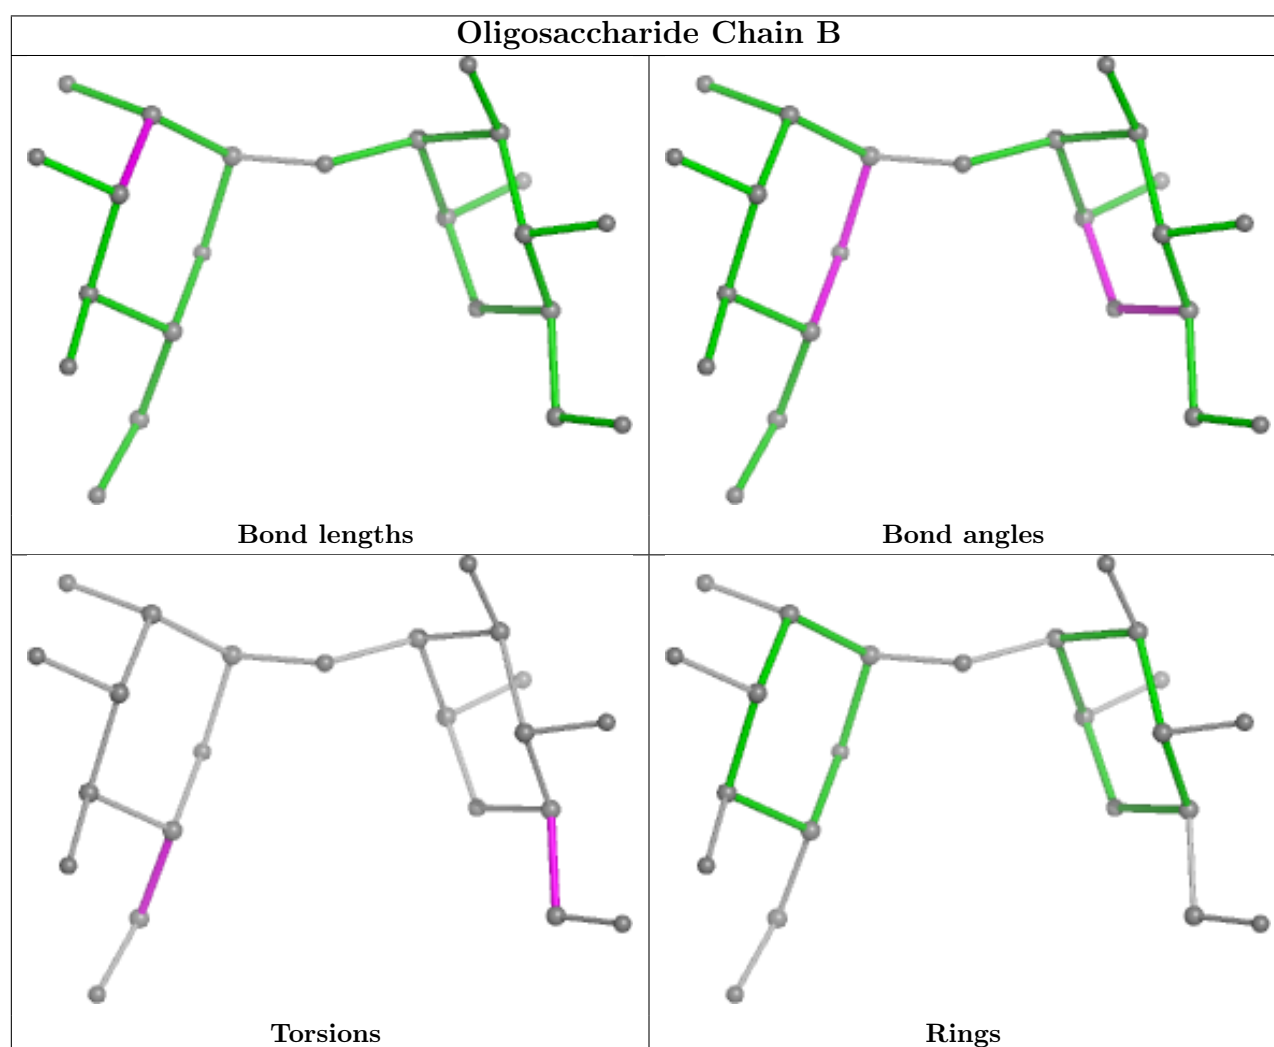 Oligosaccharide Chain B
Bond lengths
Bond angles
Torsions
Rings